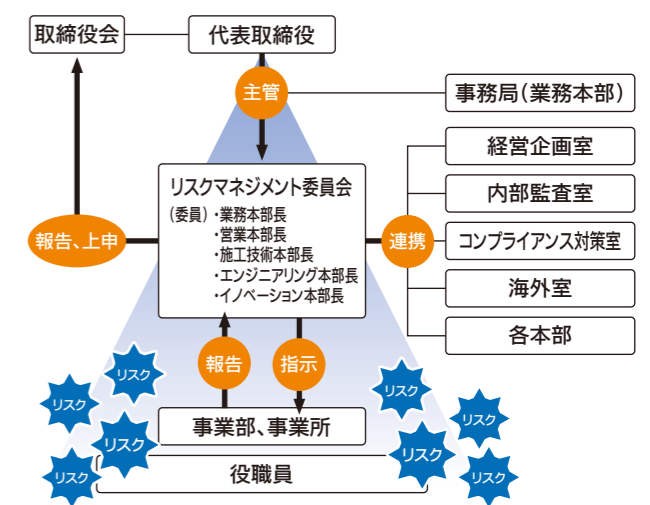 取締役会
代表取締役
主管
事務局(業務本部)
経営企画室
リスクマネジメント委員会
(委員)・業務本部長
・営業本部長
・施工技術本部長
・エンジニアリング本部長
・イノベーション本部長
内部監査室
報告、上申
連携
コンプライアンス対策室
海外室
各本部
報告
指示
リスク
リスク
リスク
リスク
リスク
リスク
リスク
リスク
事業部、事業所
役職員